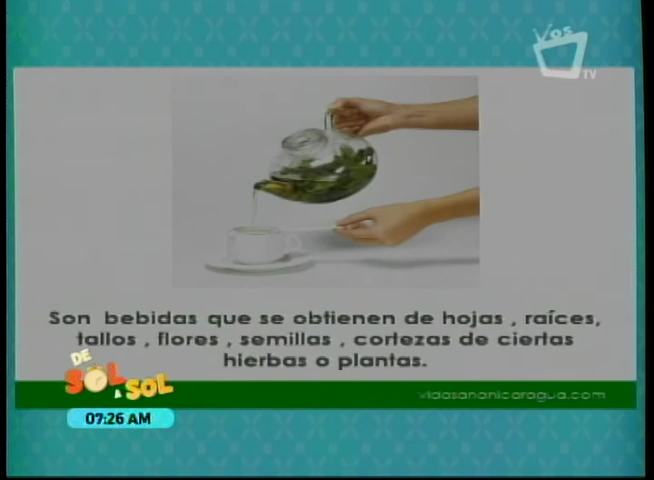 Vos
TV
Son bebidas que se obtienen de hojas , raíces,
tallos , flores , semillas , cortezas de ciertas
hierbas o plantas.
DE
SOL
A
SOL
vidasananicaragua.com
07:26 AM